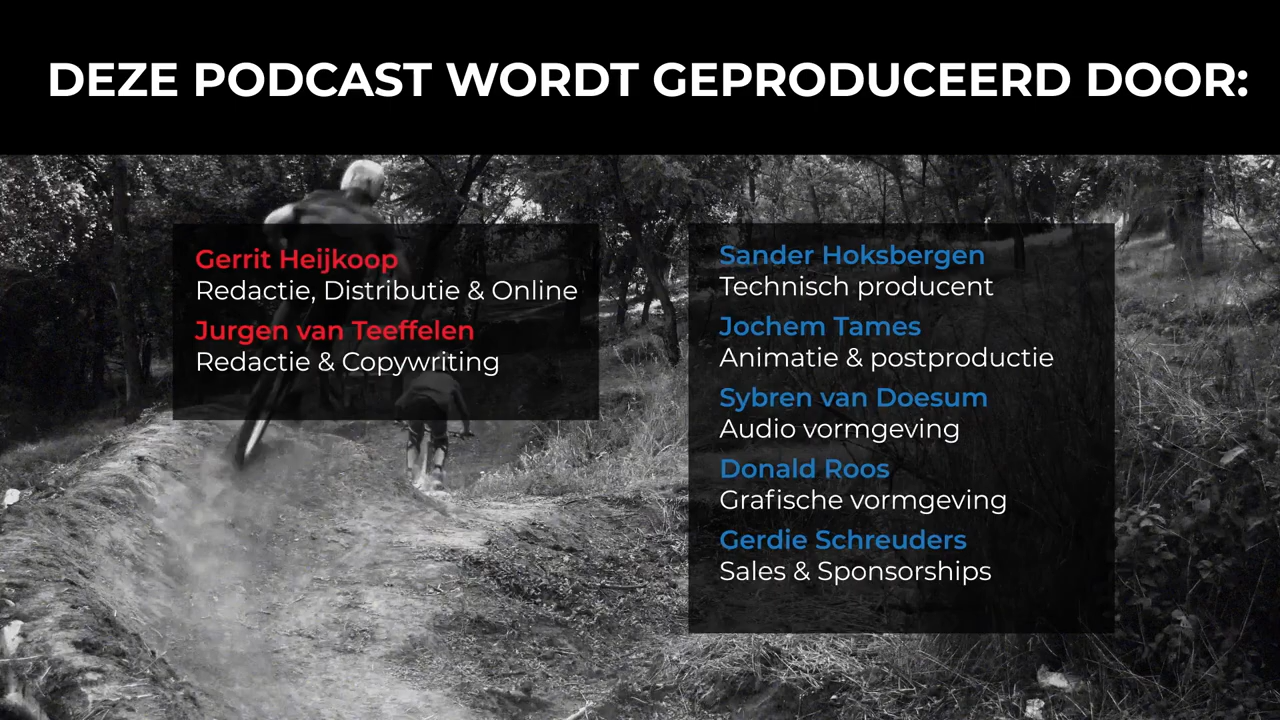 DEZE PODCAST WORDT GEPRODUCEERD DOOR:
Gerrit Heijkoop
Redactie, Distributie & Online
Jurgen van Teeffelen
Redactie & Copywriting
Sander Hoksbergen
Technisch producent
Jochem Tames
Animatie & postproductie
Sybren van Doesum
Audio vormgeving
Donald Roos
Grafische vormgeving
Gerdie Schreuders
Sales & Sponsorships